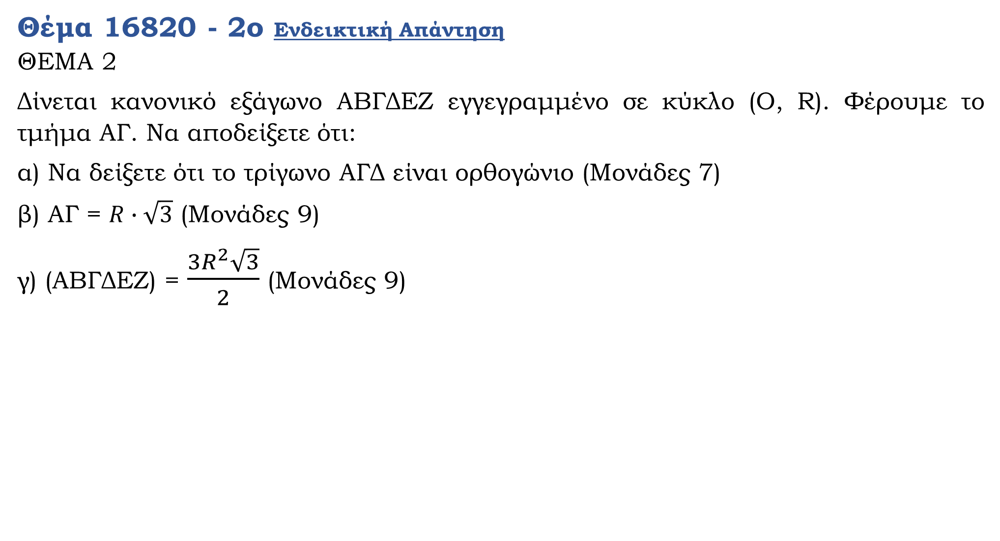 Θέμα 16820 - 2ο Ενδεικτική Απάντηση
ΘΕΜΑ 2
Δίνεται κανονικό εξάγωνο ΑΒΓΔΕΖ εγγεγραμμένο σε κύκλο (Ο, R). Φέρουμε το
τμήμα ΑΓ. Να αποδείξετε ότι:
α) Να δείξετε ότι το τρίγωνο ΑΓΔ είναι ορθογώνιο (Μονάδες 7)
β) ΑΓ = $R \cdot \sqrt{3}$ (Μονάδες 9)
γ) (ΑΒΓΔΕΖ) = $\frac{3R^2\sqrt{3}}{2}$ (Μονάδες 9)